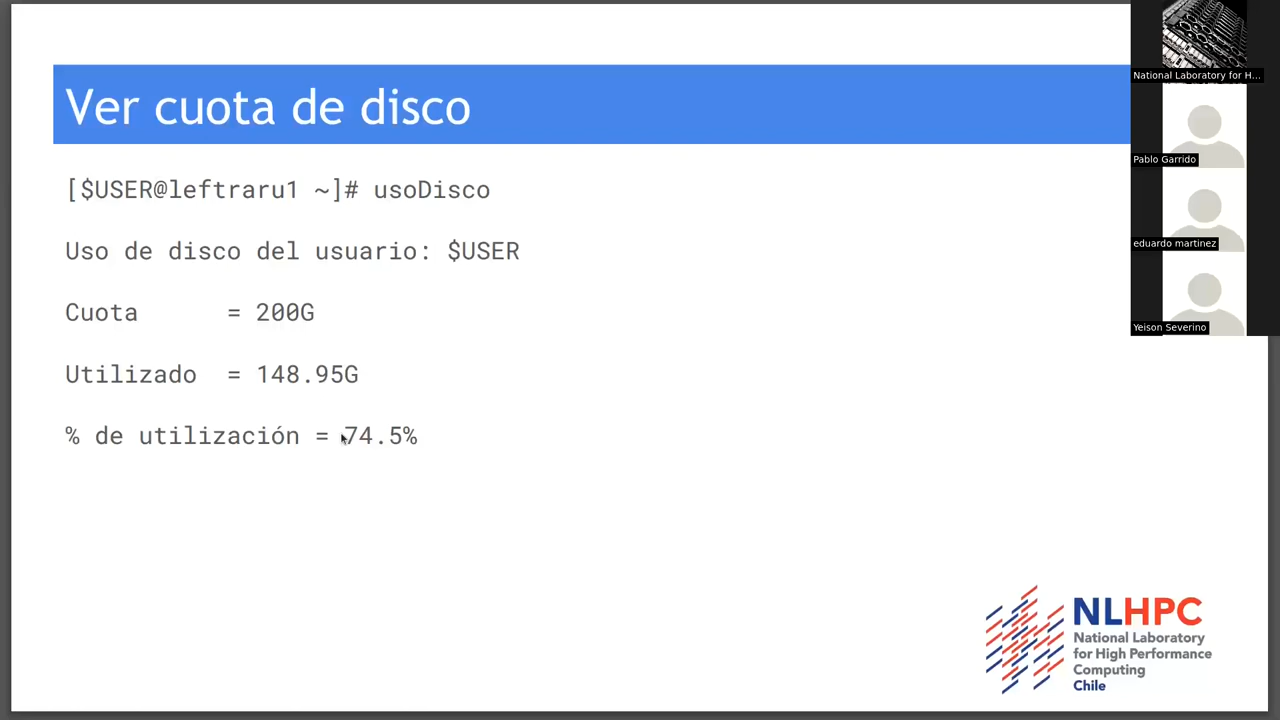 Ver cuota de disco
[$USER@leftraru1 ~]# usoDisco
Uso de disco del usuario: $USER
Cuota      = 200G
Utilizado  = 148.95G
% de utilización = 74.5%
National Laboratory for H...
Pablo Garrido
eduardo martinez
Yeison Severino
NLHPC
National Laboratory
for High Performance
Computing
Chile